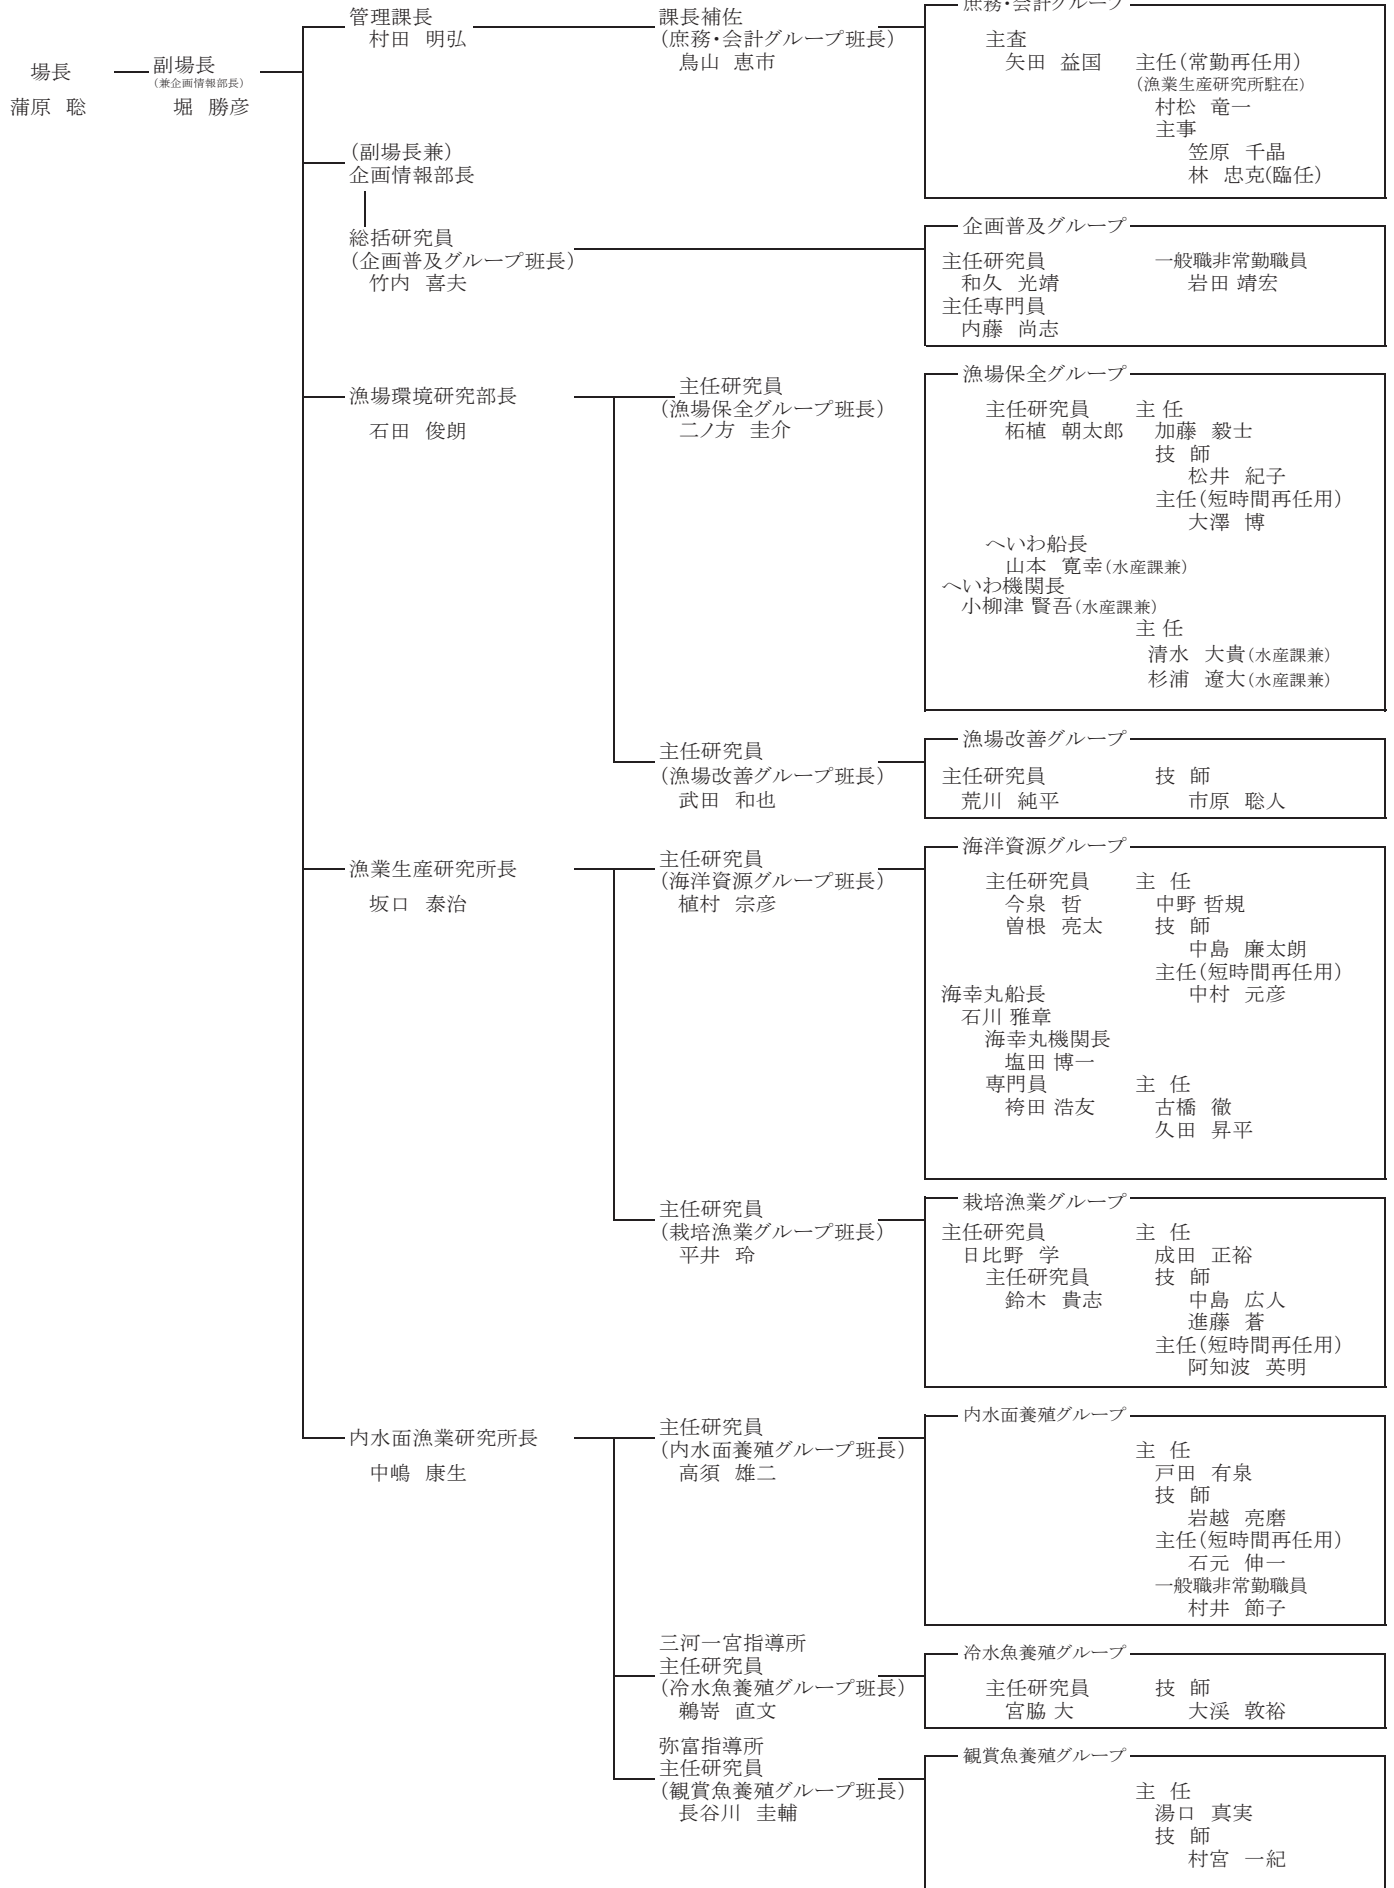 場長
蒲原 聡
副場長
(兼企画情報部長)
堀 勝彦
管理課長
村田 明弘
課長補佐
(庶務・会計グループ班長)
鳥山 恵市
庶務・会計グループ
主査
矢田 益国
主任(常勤再任用)
(漁業生産研究所駐在)
村松 竜一
主事
笠原 千晶
林 忠克(臨任)
(副場長兼)
企画情報部長
総括研究員
(企画普及グループ班長)
竹内 喜夫
企画普及グループ
主任研究員
和久 光靖
主任専門員
内藤 尚志
一般職非常勤職員
岩田 靖宏
漁場環境研究部長
石田 俊朗
主任研究員
(漁場保全グループ班長)
二ノ方 圭介
漁場保全グループ
主任研究員
柘植 朝太郎
主 任
加藤 毅士
技 師
松井 紀子
主任(短時間再任用)
大澤 博
へいわ船長
山本 寛幸(水産課兼)
へいわ機関長
小柳津 賢吾(水産課兼)
主 任
清水 大貴(水産課兼)
杉浦 遼大(水産課兼)
主任研究員
(漁場改善グループ班長)
武田 和也
漁場改善グループ
主任研究員
荒川 純平
技 師
市原 聡人
漁業生産研究所長
坂口 泰治
主任研究員
(海洋資源グループ班長)
植村 宗彦
海洋資源グループ
主任研究員
今泉 哲
曽根 亮太
主 任
中野 哲規
技 師
中島 廉太朗
主任(短時間再任用)
中村 元彦
海幸丸船長
石川 雅章
海幸丸機関長
塩田 博一
専門員
袴田 浩友
主 任
古橋 徹
久田 昇平
主任研究員
(栽培漁業グループ班長)
平井 玲
栽培漁業グループ
主任研究員
日比野 学
主任研究員
鈴木 貴志
主 任
成田 正裕
技 師
中島 広人
進藤 蒼
主任(短時間再任用)
阿知波 英明
内水面漁業研究所長
中嶋 康生
主任研究員
(内水面養殖グループ班長)
高須 雄二
内水面養殖グループ
主 任
戸田 有泉
技 師
岩越 亮磨
主任(短時間再任用)
石元 伸一
一般職非常勤職員
村井 節子
三河一宮指導所
主任研究員
(冷水魚養殖グループ班長)
鵜嵜 直文
冷水魚養殖グループ
主任研究員
宮脇 大
技 師
大渓 敦裕
弥富指導所
主任研究員
(観賞魚養殖グループ班長)
長谷川 圭輔
観賞魚養殖グループ
主 任
湯口 真実
技 師
村宮 一紀